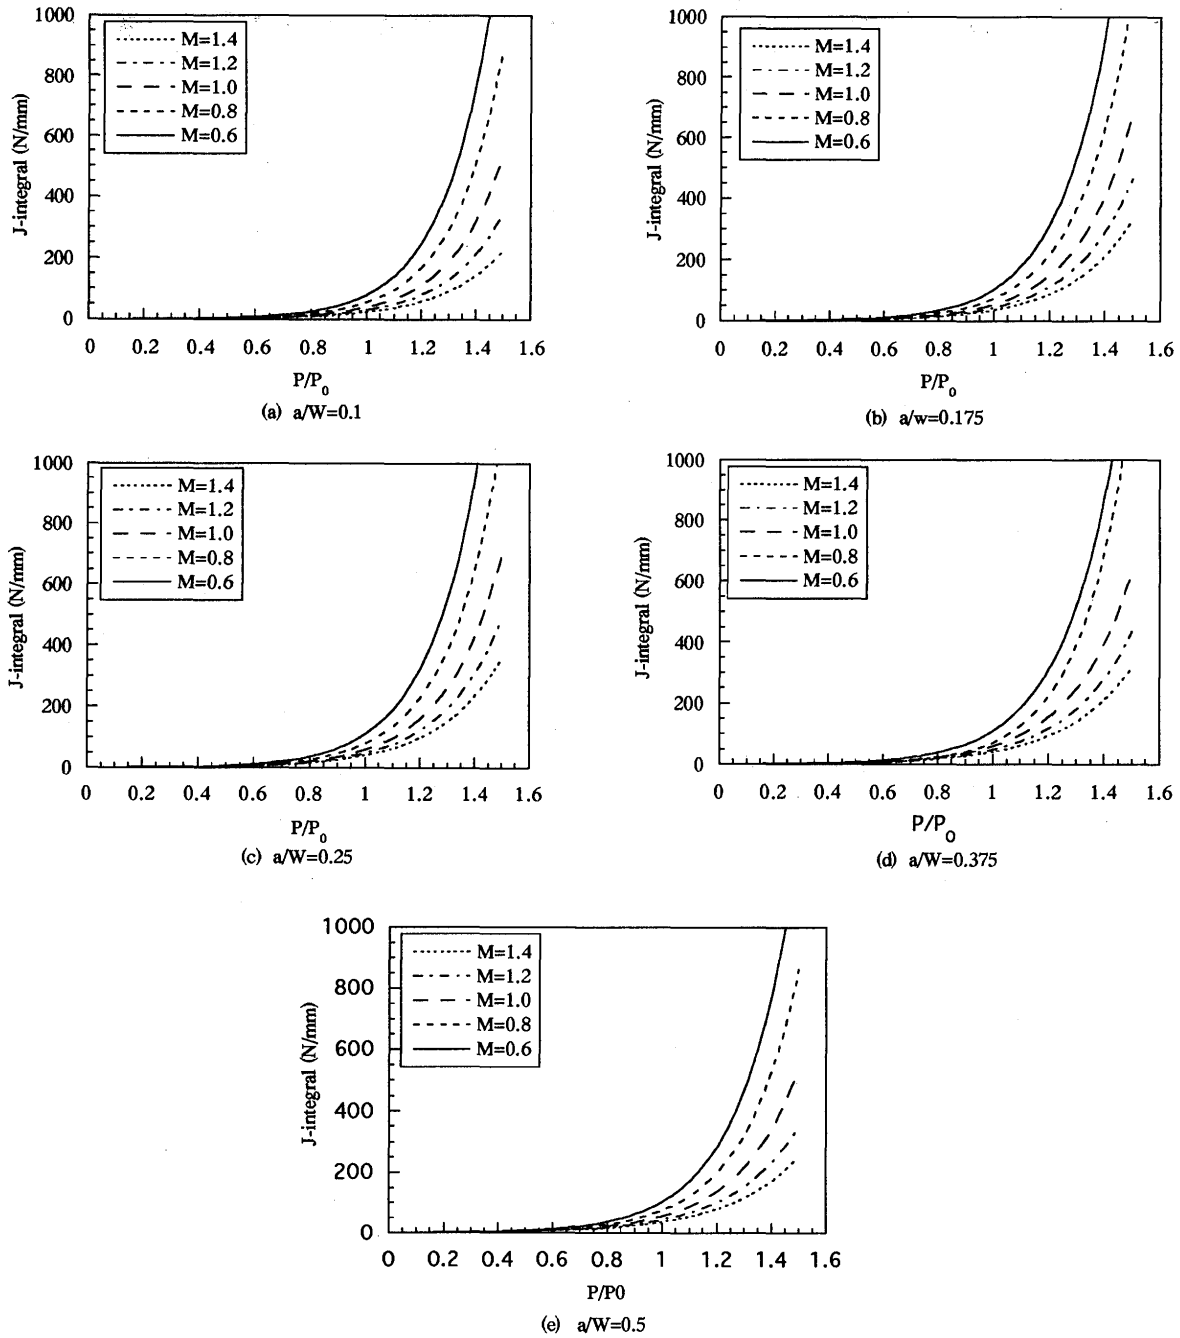 1000
800
600
400
200
0
J-integral (N/mm)
M=1.4
M=1.2
M=1.0
M=0.8
M=0.6
0 0.2 0.4 0.6 0.8 1 1.2 1.4 1.6
P/P0
(a) a/W=0.1
1000
800
600
400
200
0
J-integral (N/mm)
M=1.4
M=1.2
M=1.0
M=0.8
M=0.6
0 0.2 0.4 0.6 0.8 1 1.2 1.4 1.6
P/P0
(b) a/w=0.175
1000
800
600
400
200
0
J-integral (N/mm)
M=1.4
M=1.2
M=1.0
M=0.8
M=0.6
0 0.2 0.4 0.6 0.8 1 1.2 1.4 1.6
P/P0
(c) a/W=0.25
1000
800
600
400
200
0
J-integral (N/mm)
M=1.4
M=1.2
M=1.0
M=0.8
M=0.6
0 0.2 0.4 0.6 0.8 1 1.2 1.4 1.6
P/P0
(d) a/W=0.375
1000
800
600
400
200
0
J-integral (N/mm)
M=1.4
M=1.2
M=1.0
M=0.8
M=0.6
0 0.2 0.4 0.6 0.8 1 1.2 1.4 1.6
P/P0
(e) a/W=0.5